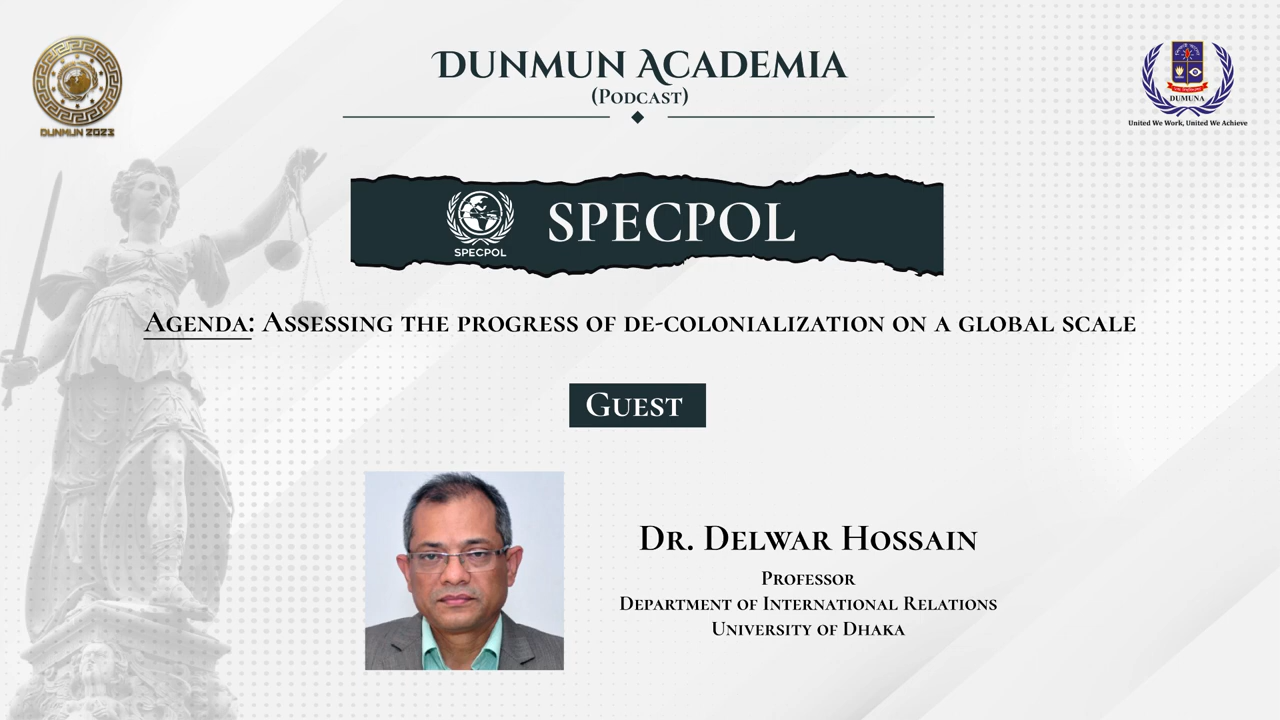 DUNMUN ACADEMIA
(PODCAST)
DUNMUN 2023
DUMUNA
United We Work, United We Achieve
SPECPOL
SPECPOL
AGENDA: ASSESSING THE PROGRESS OF DE-COLONIALIZATION ON A GLOBAL SCALE
GUEST
DR. DELWAR HOSSAIN
PROFESSOR
DEPARTMENT OF INTERNATIONAL RELATIONS
UNIVERSITY OF DHAKA